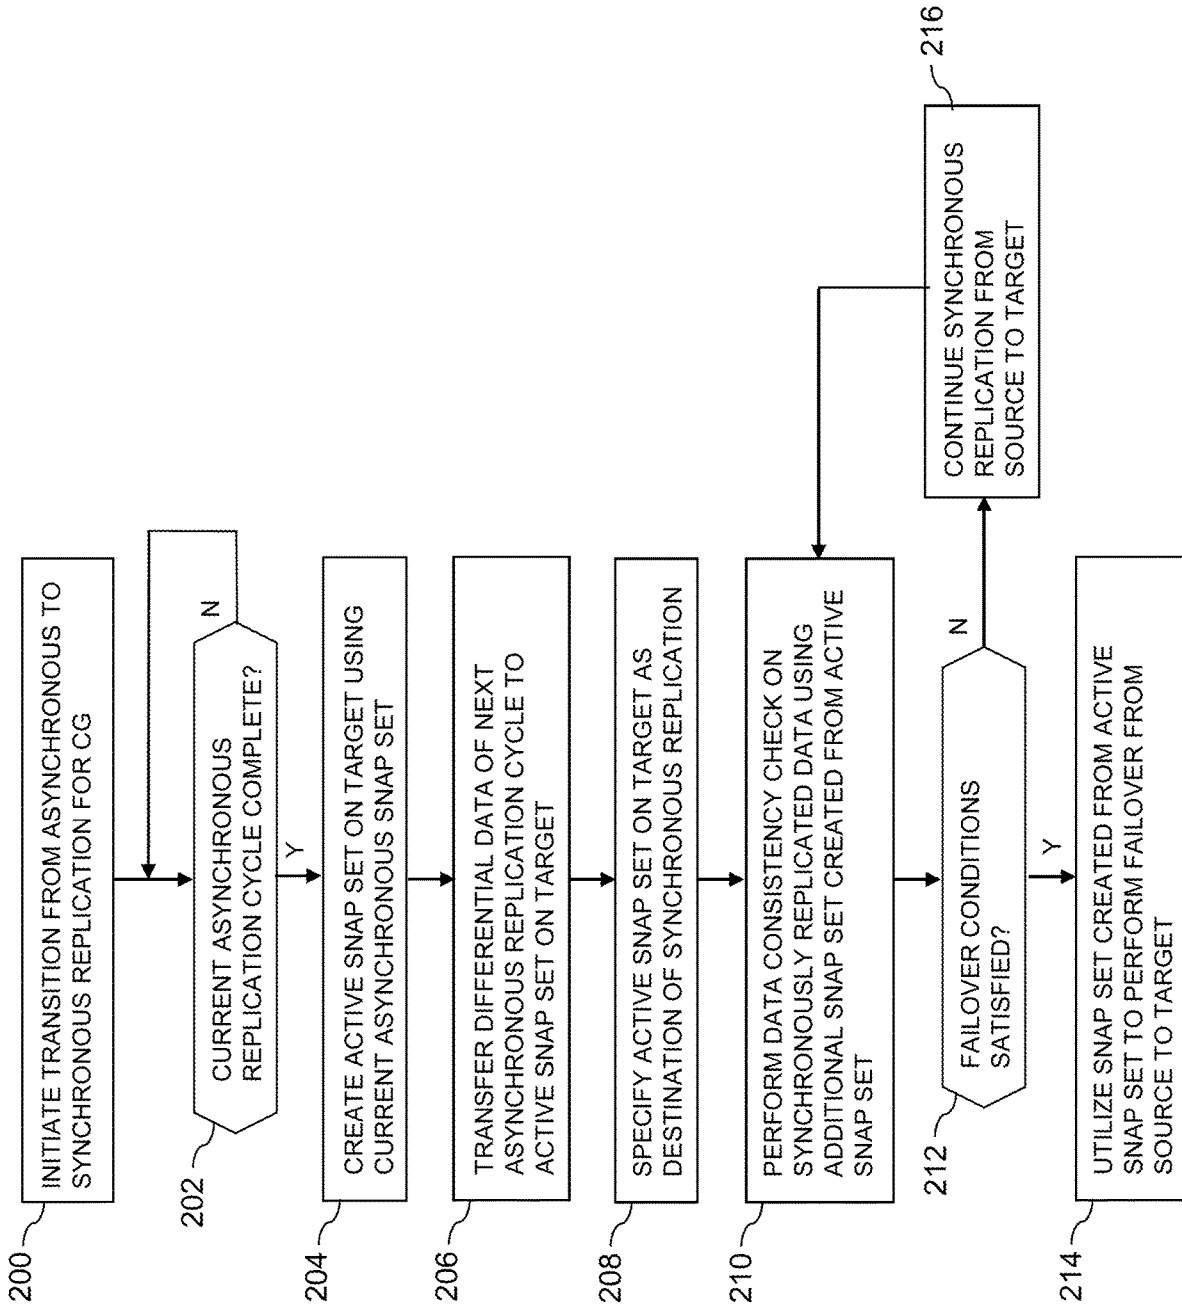 200
INITIATE TRANSITION FROM ASYNCHRONOUS TO
SYNCHRONOUS REPLICATION FOR CG
202
CURRENT ASYNCHRONOUS
REPLICATION CYCLE COMPLETE?
N
Y
204
CREATE ACTIVE SNAP SET ON TARGET USING
CURRENT ASYNCHRONOUS SNAP SET
206
TRANSFER DIFFERENTIAL DATA OF NEXT
ASYNCHRONOUS REPLICATION CYCLE TO
ACTIVE SNAP SET ON TARGET
208
SPECIFY ACTIVE SNAP SET ON TARGET AS
DESTINATION OF SYNCHRONOUS REPLICATION
210
PERFORM DATA CONSISTENCY CHECK ON
SYNCHRONOUSLY REPLICATED DATA USING
ADDITIONAL SNAP SET CREATED FROM ACTIVE
SNAP SET
212
FAILOVER CONDITIONS
SATISFIED?
N
216
CONTINUE SYNCHRONOUS
REPLICATION FROM
SOURCE TO TARGET
Y
214
UTILIZE SNAP SET CREATED FROM ACTIVE
SNAP SET TO PERFORM FAILOVER FROM
SOURCE TO TARGET